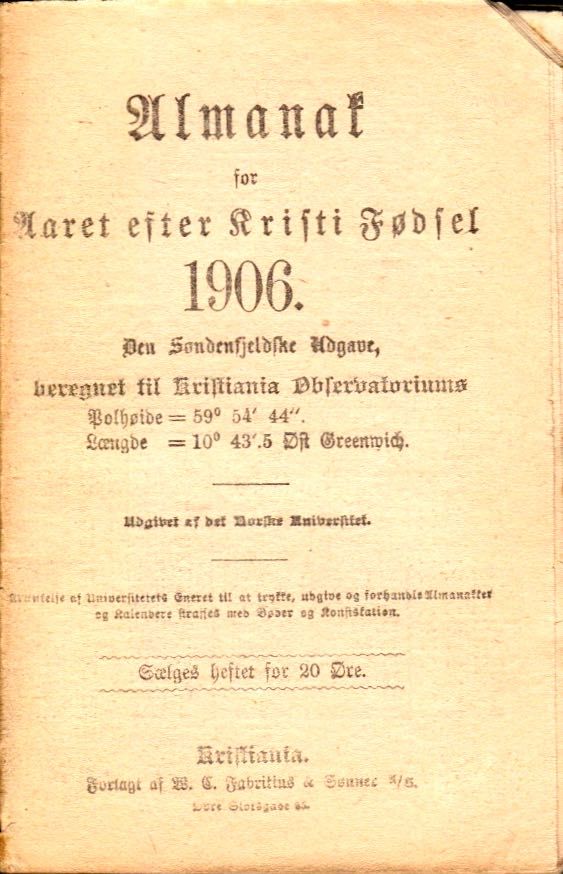 Almanak
for
Aaret efter Kristi Fødsel
1906.
Den Søndenfjeldske Udgave,
beregnet til Kristiania Observatoriums
Polhøide = 59° 54′ 44″.
Længde = 10° 43′.5 Øst Greenwich.
Udgivet af det Norske Universitet.
Krænkelse af Universitetets Eneret til at trykke, udgive og forhandle Almanakker
og Kalendere straffes med Bøder og Konfiskation.
Sælges heftet for 20 Øre.
Kristiania.
Forlagt af W. C. Fabritius & Sønner A/S.
Øvre Slotsgade